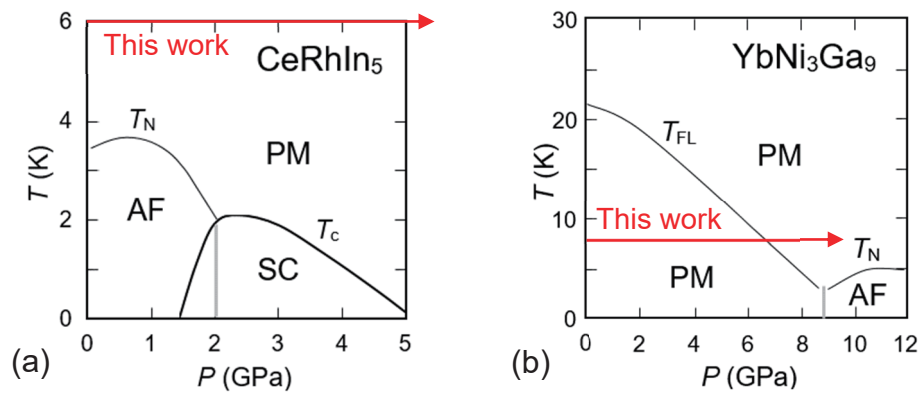 6
This work
CeRhIn5
4
TN
PM
T (K)
AF
2
Tc
SC
0
0 1 2 3 4 5
(a)
P (GPa)
30
YbNi3Ga9
20
TFL
PM
T (K)
This work
10
TN
PM
AF
0
0 2 4 6 8 10 12
(b)
P (GPa)